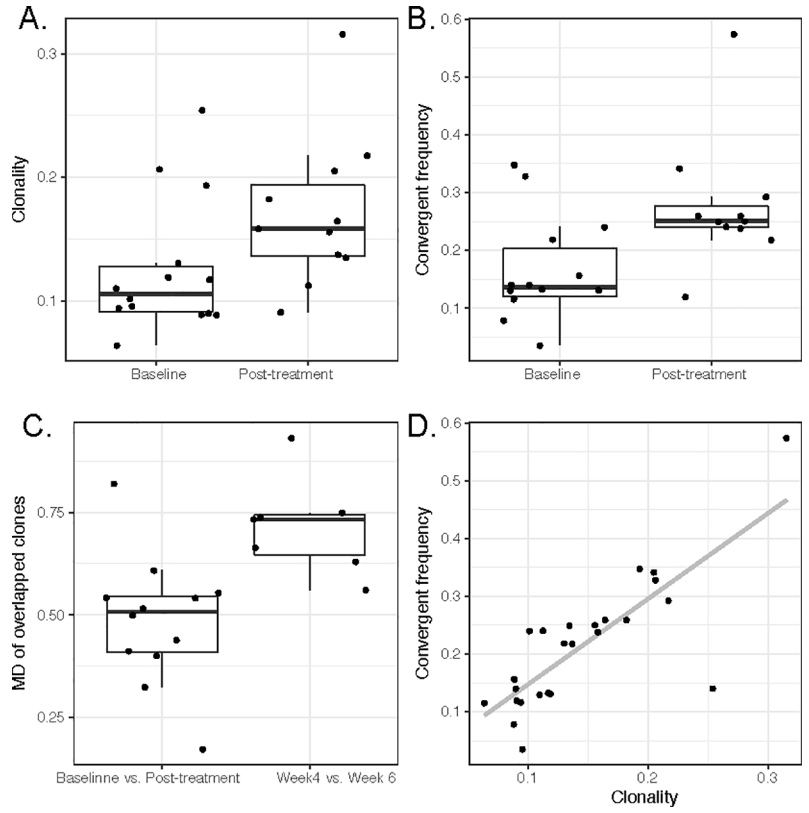 A.
Clonality
0.3
0.2
0.1
Baseline
Post-treatment
B.
Convergent frequency
0.6
0.5
0.4
0.3
0.2
0.1
Baseline
Post-treatment
C.
MD of overlapped clones
0.75
0.50
0.25
Baselinne vs. Post-treatment
Week4 vs. Week 6
D.
Convergent frequency
0.6
0.5
0.4
0.3
0.2
0.1
0.1
0.2
0.3
Clonality